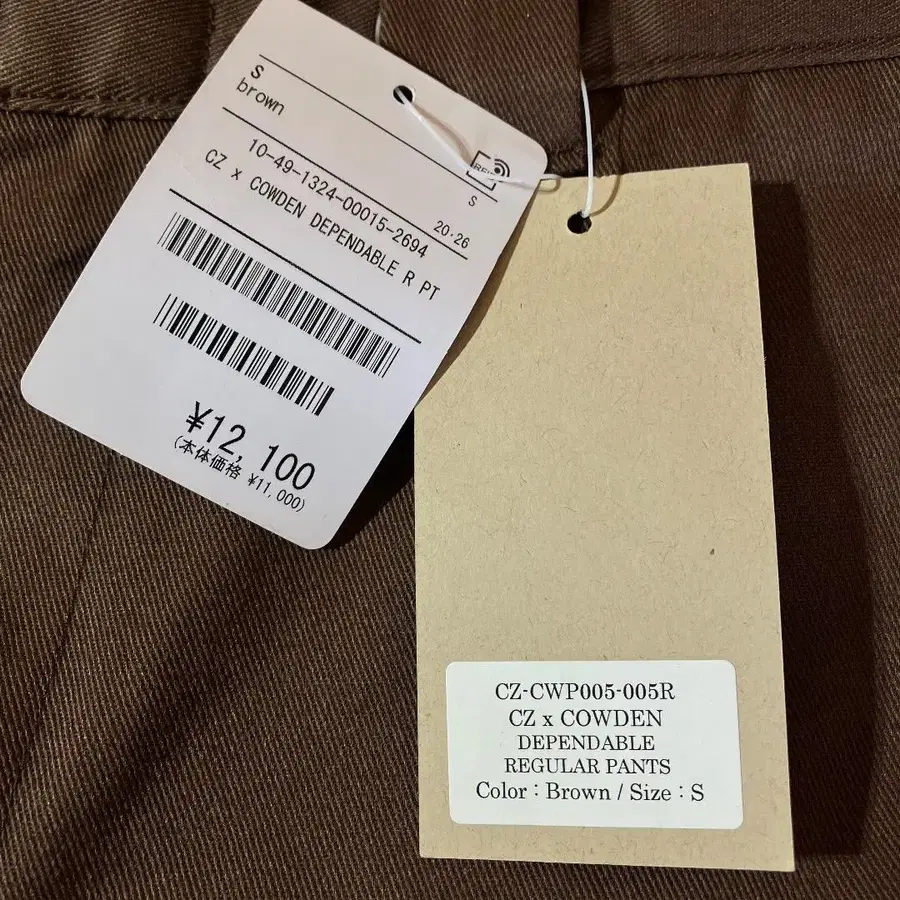 S
brown
RFID
S
10-49-1324-00015-2694
20·26
CZ x COWDEN DEPENDABLE R PT
¥12,100
(本体価格 ¥11,000)
CZ-CWP005-005R
CZ x COWDEN
DEPENDABLE
REGULAR PANTS
Color : Brown / Size : S